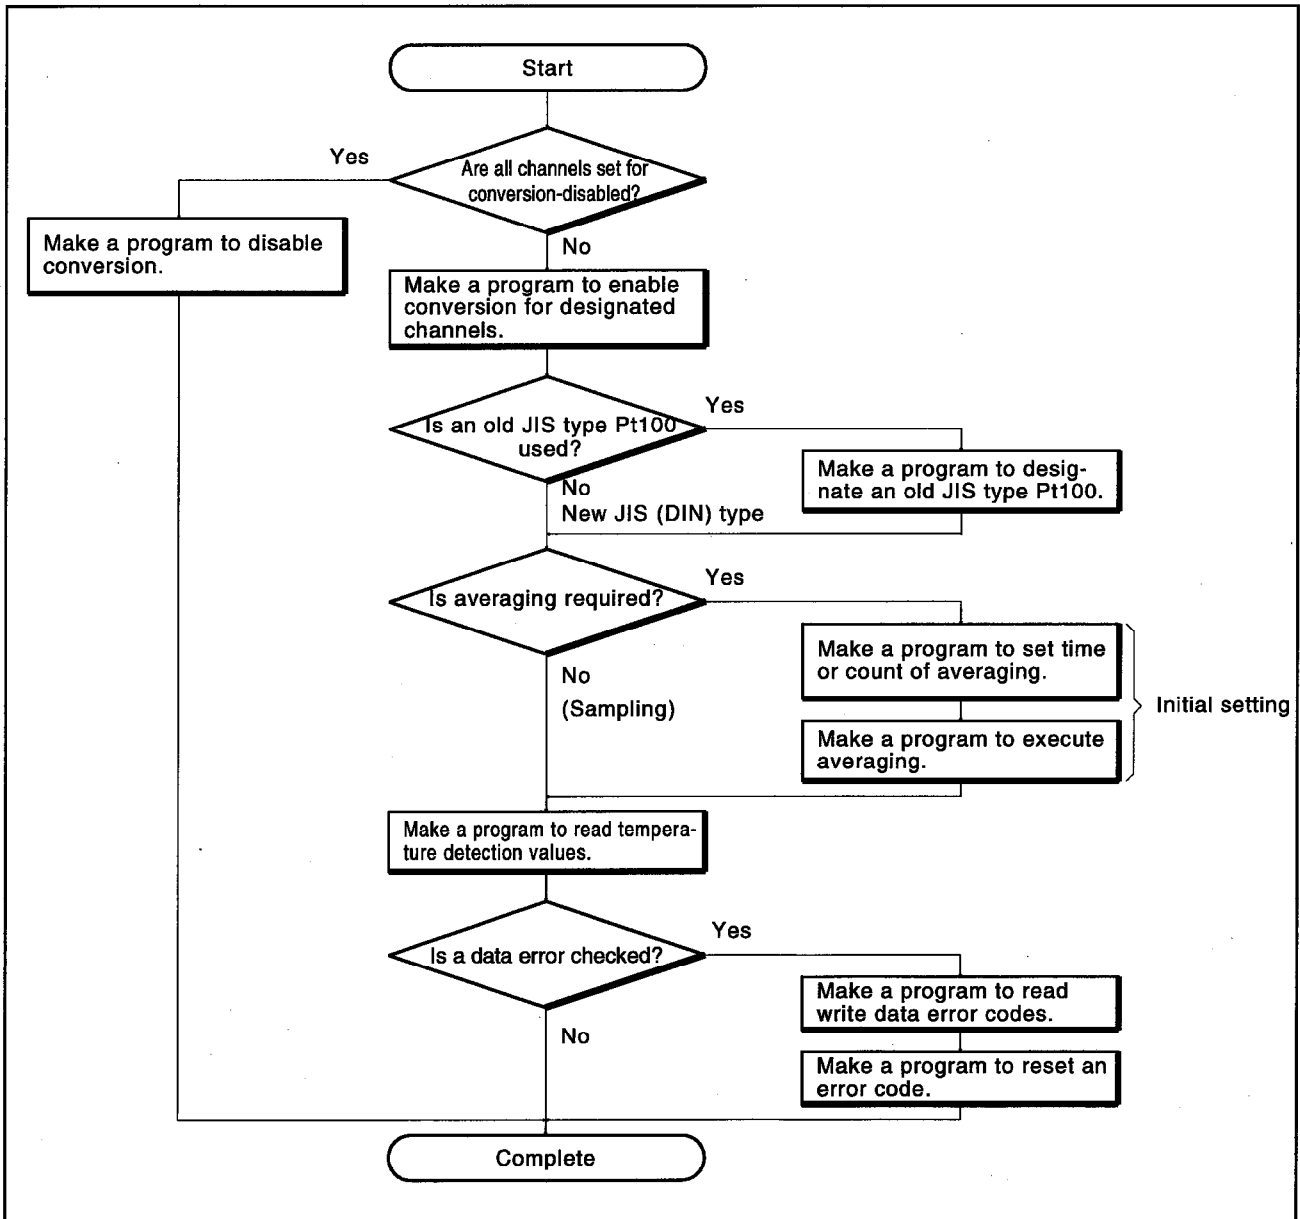 Start
Yes
Are all channels set for
conversion-disabled?
Make a program to disable
conversion.
No
Make a program to enable
conversion for designated
channels.
Is an old JIS type Pt100
used?
Yes
Make a program to desig-
nate an old JIS type Pt100.
No
New JIS (DIN) type
Is averaging required?
Yes
Make a program to set time
or count of averaging.
No
(Sampling)
Initial setting
Make a program to execute
averaging.
Make a program to read tempera-
ture detection values.
Is a data error checked?
Yes
Make a program to read
write data error codes.
No
Make a program to reset an
error code.
Complete